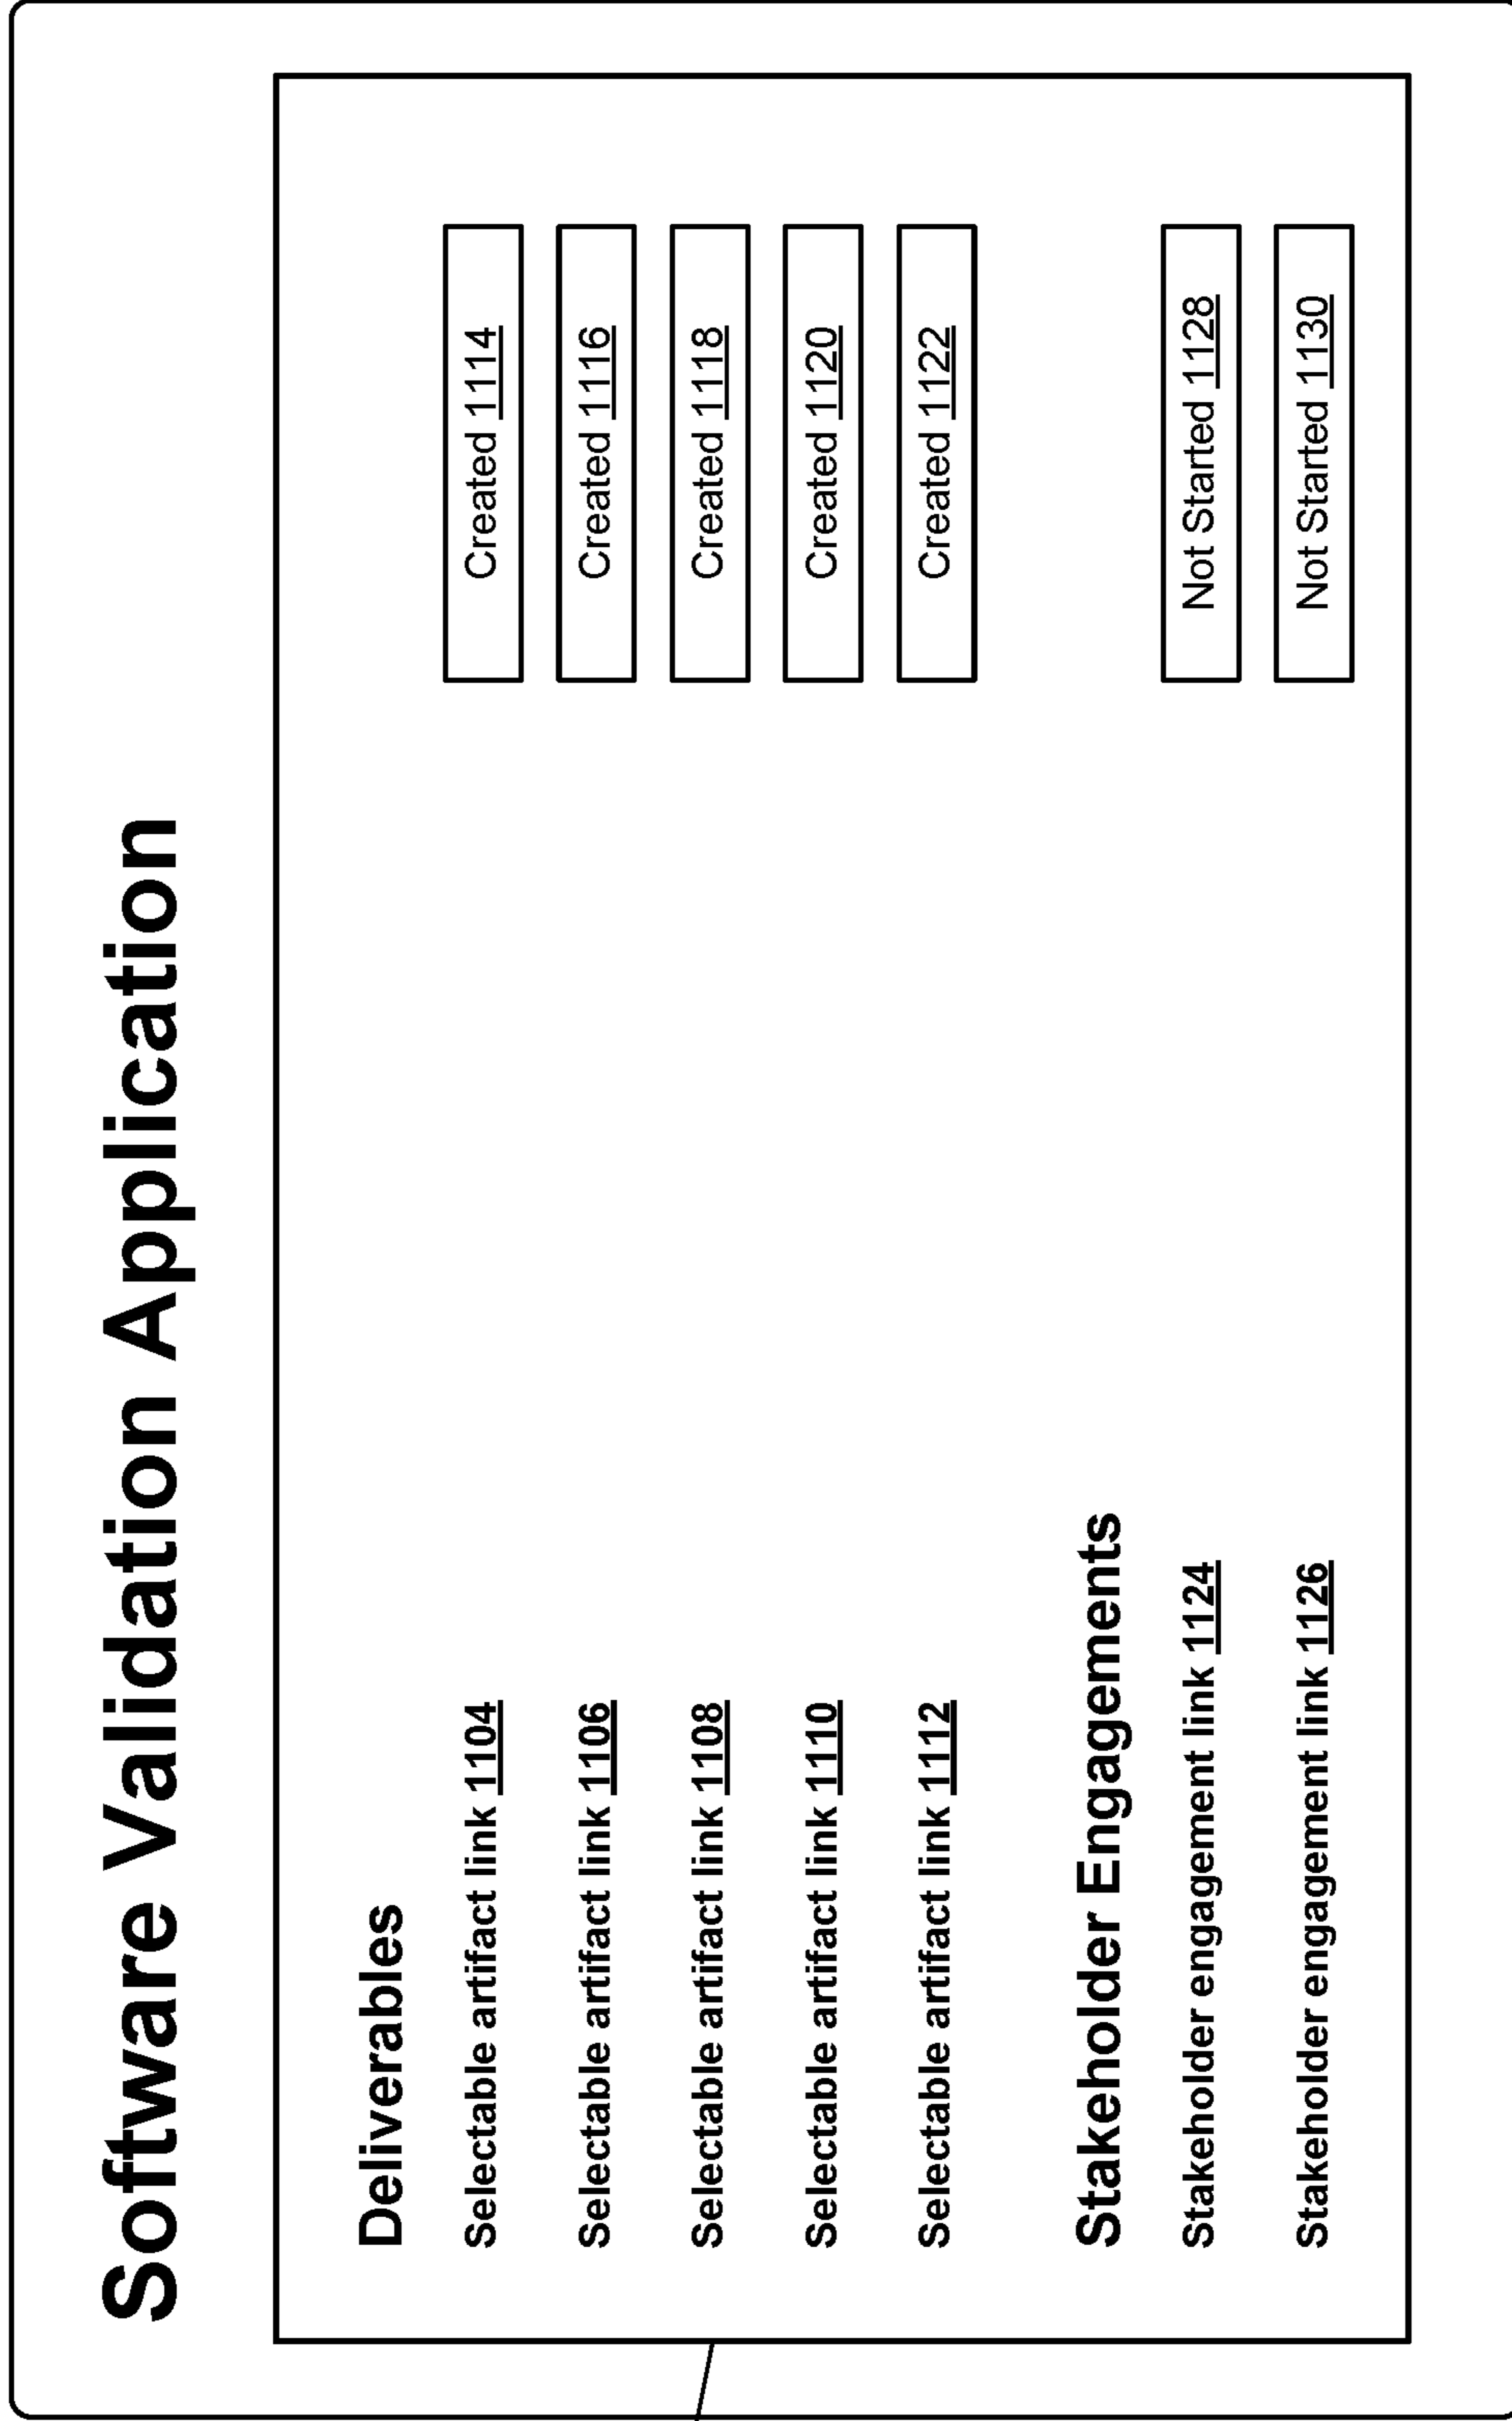 Software Validation Application
Deliverables
Selectable artifact link 1104 Created 1114
Selectable artifact link 1106 Created 1116
Selectable artifact link 1108 Created 1118
Selectable artifact link 1110 Created 1120
Selectable artifact link 1112 Created 1122
Stakeholder Engagements
Stakeholder engagement link 1124 Not Started 1128
Stakeholder engagement link 1126 Not Started 1130